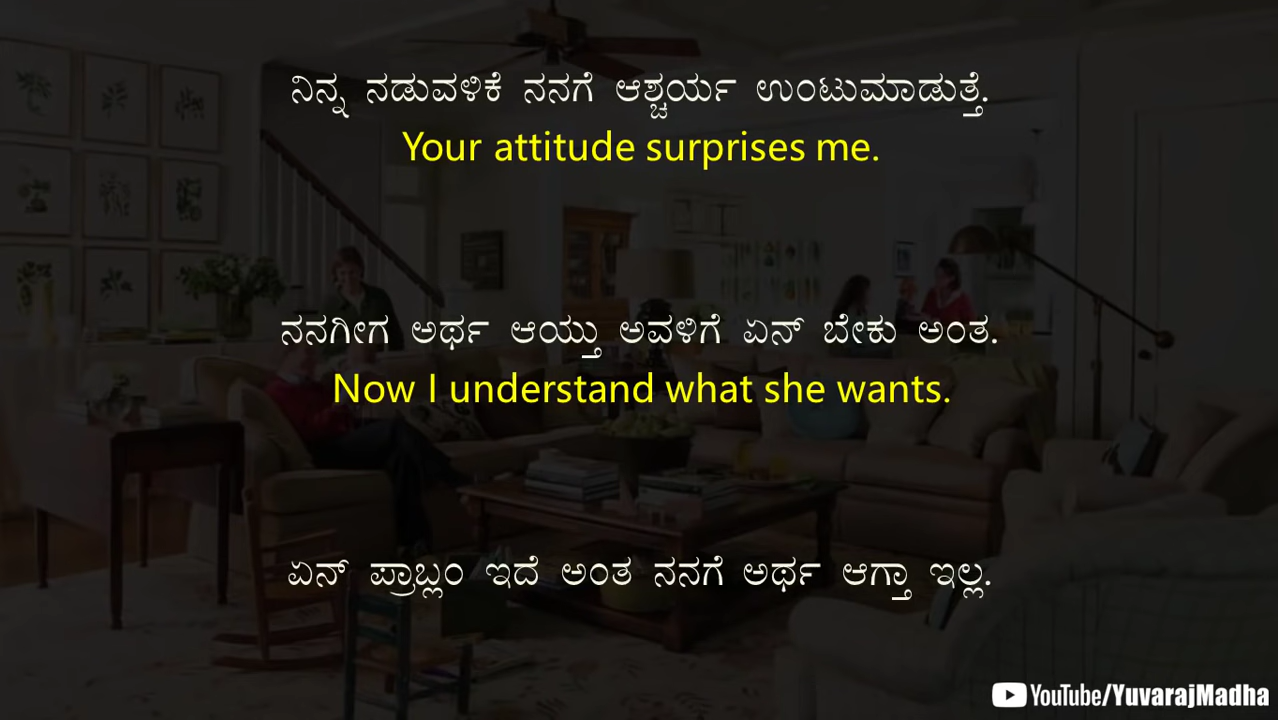 ನಿನ್ನ ನಡುವಳಿಕೆ ನನಗೆ ಆಶ್ಚರ್ಯ ಉಂಟುಮಾಡುತ್ತೆ.
Your attitude surprises me.
ನನಗೀಗ ಅರ್ಥ ಆಯ್ತು ಅವಳಿಗೆ ಏನ್ ಬೇಕು ಅಂತ.
Now I understand what she wants.
ಏನ್ ಪ್ರಾಬ್ಲಂ ಇದೆ ಅಂತ ನನಗೆ ಅರ್ಥ ಆಗ್ತಾ ಇಲ್ಲ.
YouTube/YuvarajMadha